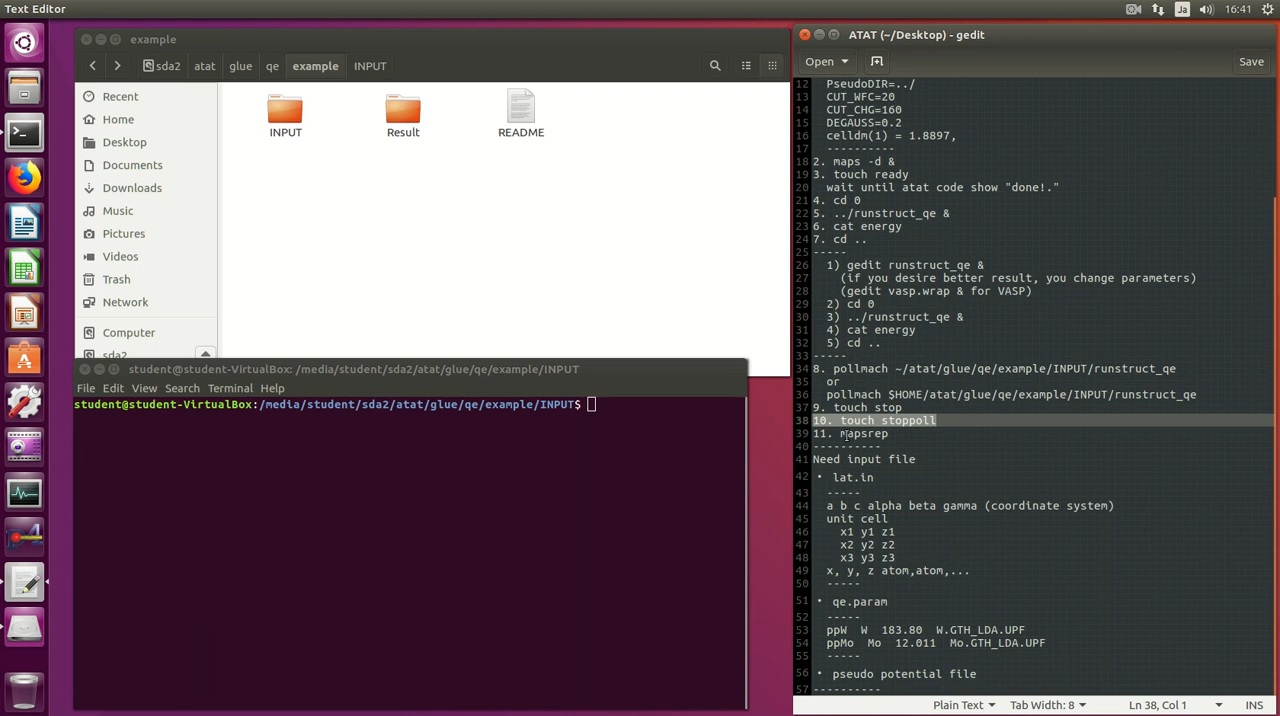 Text Editor
Ja
16:41
example
sda2 atat glue qe example INPUT
Recent
Home
Desktop
Documents
Downloads
Music
Pictures
Videos
Trash
Network
Computer
sda2
INPUT
Result
README
student@student-VirtualBox: /media/student/sda2/atat/glue/qe/example/INPUT
File Edit View Search Terminal Help
student@student-VirtualBox:/media/student/sda2/atat/glue/qe/example/INPUT$
ATAT (~/Desktop) - gedit
Open
Save
12 PseudoDIR=../
13 CUT_WFC=20
14 CUT_CHG=160
15 DEGAUSS=0.2
16 celldm(1) = 1.8897,
17 ----------
18 2. maps -d &
19 3. touch ready
20 wait until atat code show "done!."
21 4. cd 0
22 5. ../runstruct_qe &
23 6. cat energy
24 7. cd ..
25 -----
26 1) gedit runstruct_qe &
27 (if you desire better result, you change parameters)
28 (gedit vasp.wrap & for VASP)
29 2) cd 0
30 3) ../runstruct_qe &
31 4) cat energy
32 5) cd ..
33 -----
34 8. pollmach ~/atat/glue/qe/example/INPUT/runstruct_qe
35 or
36 pollmach $HOME/atat/glue/qe/example/INPUT/runstruct_qe
37 9. touch stop
38 10. touch stoppoll
39 11. mapsrep
40 ----------
41 Need input file
42 • lat.in
43 -----
44 a b c alpha beta gamma (coordinate system)
45 unit cell
46 x1 y1 z1
47 x2 y2 z2
48 x3 y3 z3
49 x, y, z atom,atom,...
50 -----
51 • qe.param
52 -----
53 ppW W 183.80 W.GTH_LDA.UPF
54 ppMo Mo 12.011 Mo.GTH_LDA.UPF
55 -----
56 • pseudo potential file
57 ----------
Plain Text Tab Width: 8 Ln 38, Col 1 INS